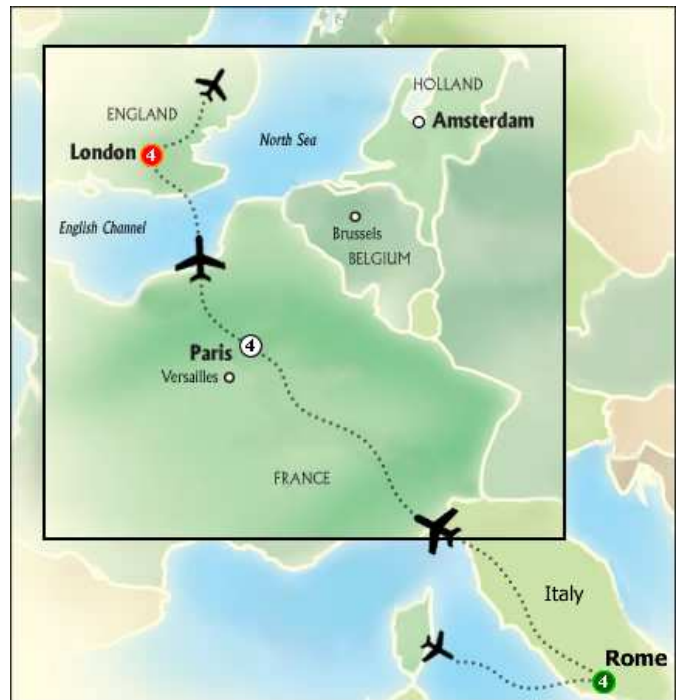 HOLLAND
ENGLAND
Amsterdam
North Sea
London 4
English Channel
Brussels
BELGIUM
Paris 4
Versailles
FRANCE
Italy
Rome
4